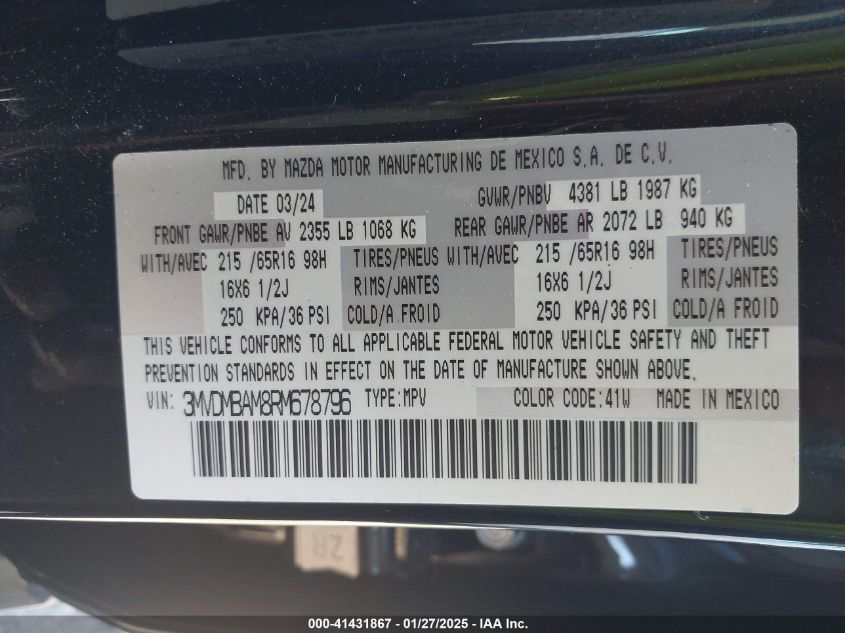 MFD. BY MAZDA MOTOR MANUFACTURING DE MEXICO S.A. DE C.V.
DATE 03/24 GVWR/PNBV 4381 LB 1987 KG
FRONT GAWR/PNBE AV 2355 LB 1068 KG REAR GAWR/PNBE AR 2072 LB 940 KG
WITH/AVEC 215 /65R16 98H TIRES/PNEUS WITH/AVEC 215 /65R16 98H TIRES/PNEUS
16X6 1/2J RIMS/JANTES 16X6 1/2J RIMS/JANTES
250 KPA/36 PSI COLD/A FROID 250 KPA/36 PSI COLD/A FROID
THIS VEHICLE CONFORMS TO ALL APPLICABLE FEDERAL MOTOR VEHICLE SAFETY AND THEFT
PREVENTION STANDARDS IN EFFECT ON THE DATE OF MANUFACTURE SHOWN ABOVE.
VIN: 3MVDMBAM8RM678796 TYPE:MPV COLOR CODE:41W MADE IN MEXICO
ZR
000-41431867 | 01/27/2025 | IAA Inc.